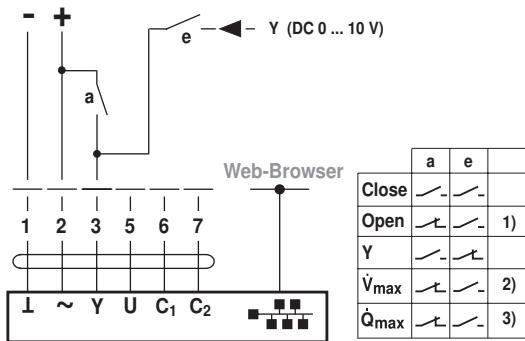 - +
e
Y (DC 0 ... 10 V)
a
Web-Browser
1 2 3 5 6 7
⊥ ~ Y U C1 C2
a e
Close
Open 1)
Y
V̇max 2)
Q̇max 3)